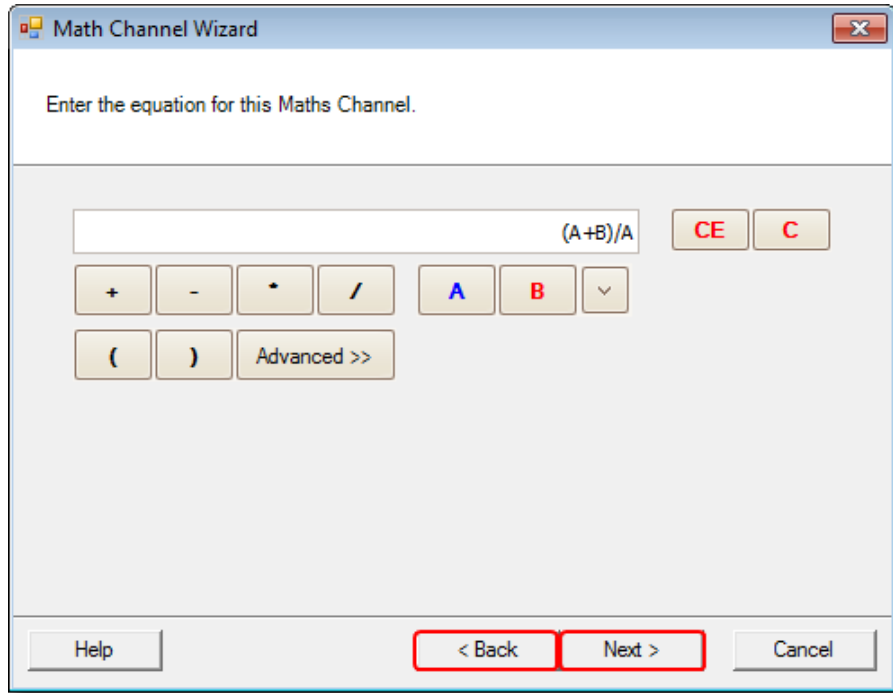 Math Channel Wizard
Enter the equation for this Maths Channel.
(A+B)/A CE C
+ - * / A B
( ) Advanced >>
Help < Back Next > Cancel